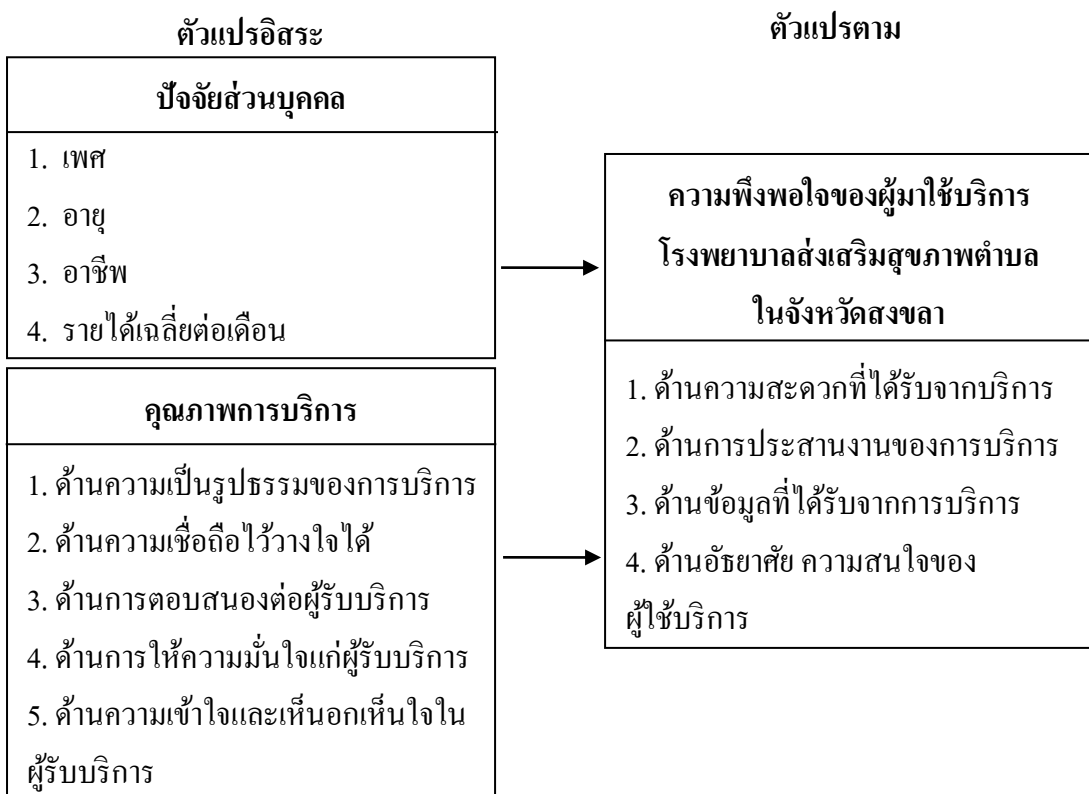 ตัวแปรอิสระ
ปัจจัยส่วนบุคคล
1. เพศ
2. อายุ
3. อาชีพ
4. รายได้เฉลี่ยต่อเดือน
คุณภาพการบริการ
1. ด้านความเป็นรูปธรรมของการบริการ
2. ด้านความเชื่อถือไว้วางใจได้
3. ด้านการตอบสนองต่อผู้รับบริการ
4. ด้านการให้ความมั่นใจแก่ผู้รับบริการ
5. ด้านความเข้าใจและเห็นอกเห็นใจใน
ผู้รับบริการ
ตัวแปรตาม
ความพึงพอใจของผู้มาใช้บริการ
โรงพยาบาลส่งเสริมสุขภาพตำบล
ในจังหวัดสงขลา
1. ด้านความสะดวกที่ได้รับจากบริการ
2. ด้านการประสานงานของการบริการ
3. ด้านข้อมูลที่ได้รับจากการบริการ
4. ด้านอัธยาศัย ความสนใจของ
ผู้ใช้บริการ